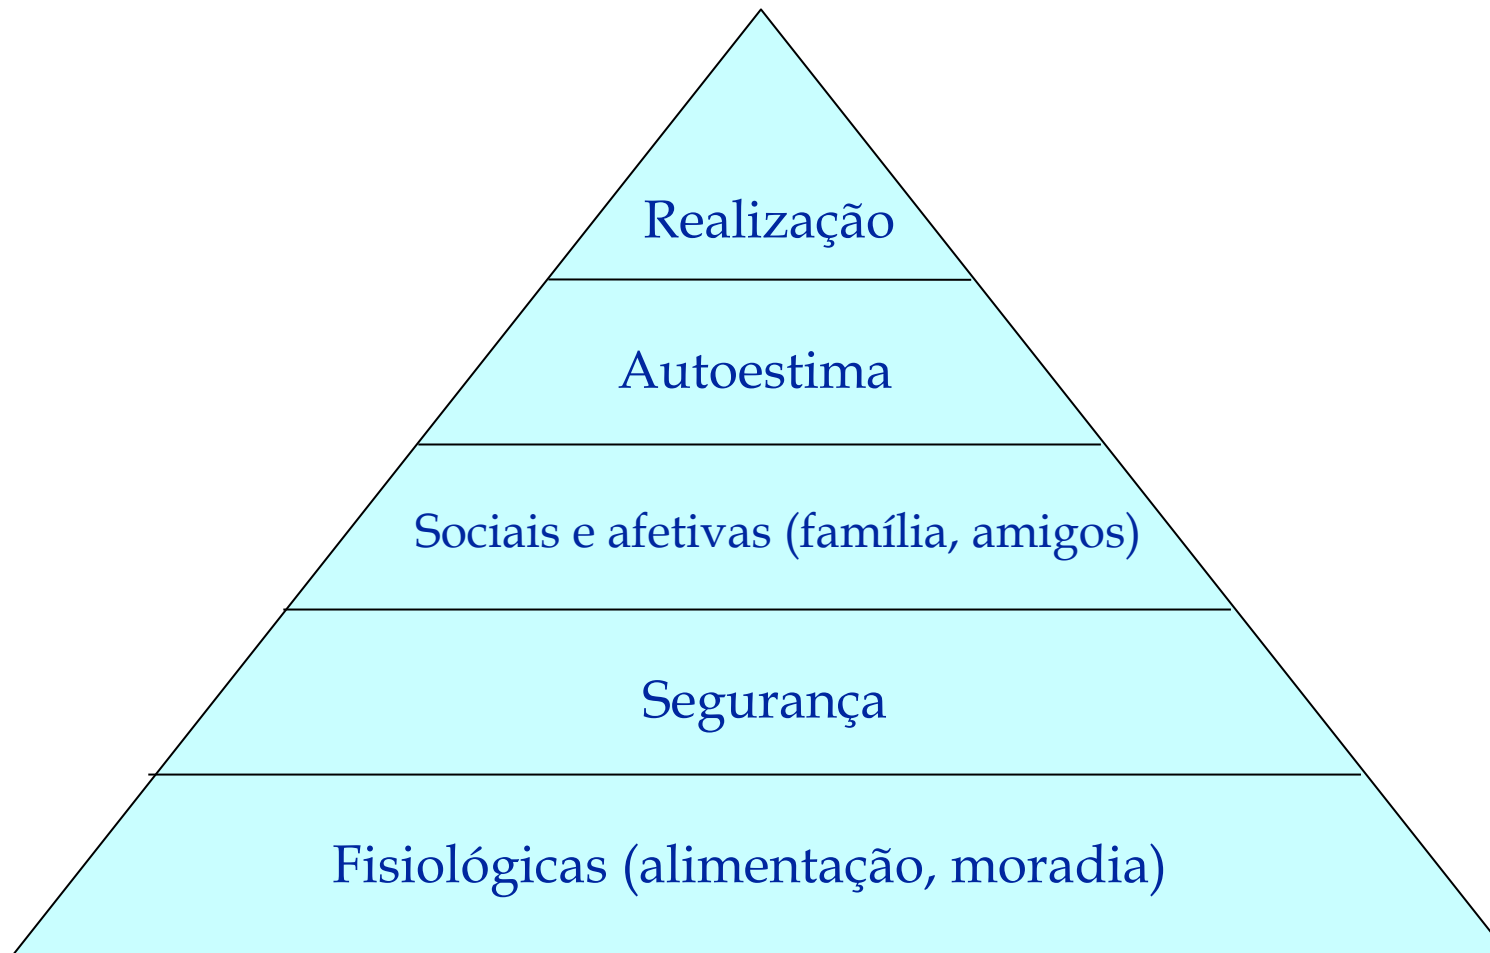 Realização
Autoestima
Sociais e afetivas (família, amigos)
Segurança
Fisiológicas (alimentação, moradia)